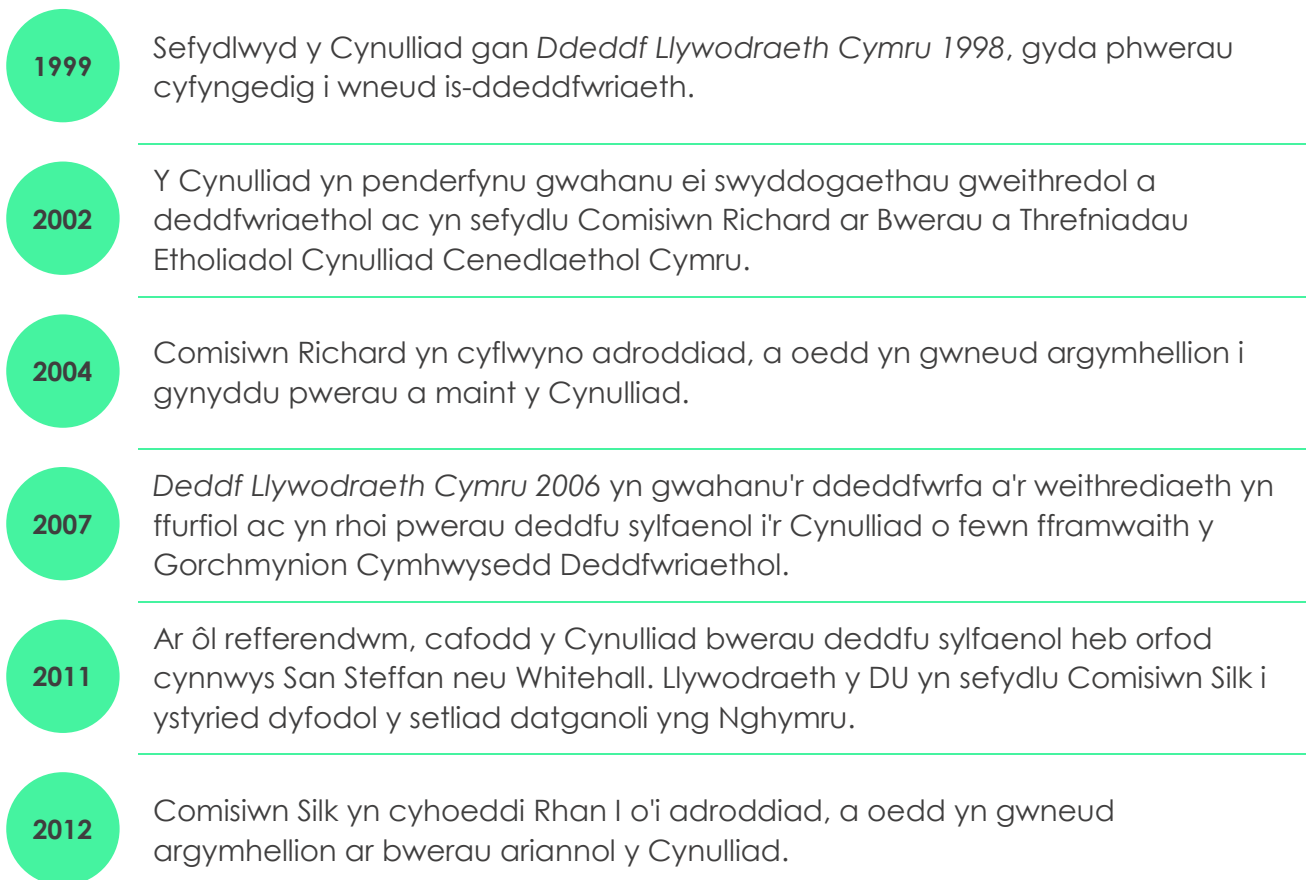 1999
Sefydlwyd y Cynulliad gan Ddeddf Llywodraeth Cymru 1998, gyda phwerau
cyfyngedig i wneud is-ddeddfwriaeth.
2002
Y Cynulliad yn penderfynu gwahanu ei swyddogaethau gweithredol a
deddfwriaethol ac yn sefydlu Comisiwn Richard ar Bwerau a Threfniadau
Etholiadol Cynulliad Cenedlaethol Cymru.
2004
Comisiwn Richard yn cyflwyno adroddiad, a oedd yn gwneud argymhellion i
gynyddu pwerau a maint y Cynulliad.
2007
Deddf Llywodraeth Cymru 2006 yn gwahanu'r ddeddfwrfa a'r weithrediaeth yn
ffurfiol ac yn rhoi pwerau deddfu sylfaenol i'r Cynulliad o fewn fframwaith y
Gorchmynion Cymhwysedd Deddfwriaethol.
2011
Ar ôl refferendwm, cafodd y Cynulliad bwerau deddfu sylfaenol heb orfod
cynnwys San Steffan neu Whitehall. Llywodraeth y DU yn sefydlu Comisiwn Silk i
ystyried dyfodol y setliad datganoli yng Nghymru.
2012
Comisiwn Silk yn cyhoeddi Rhan I o'i adroddiad, a oedd yn gwneud
argymhellion ar bwerau ariannol y Cynulliad.